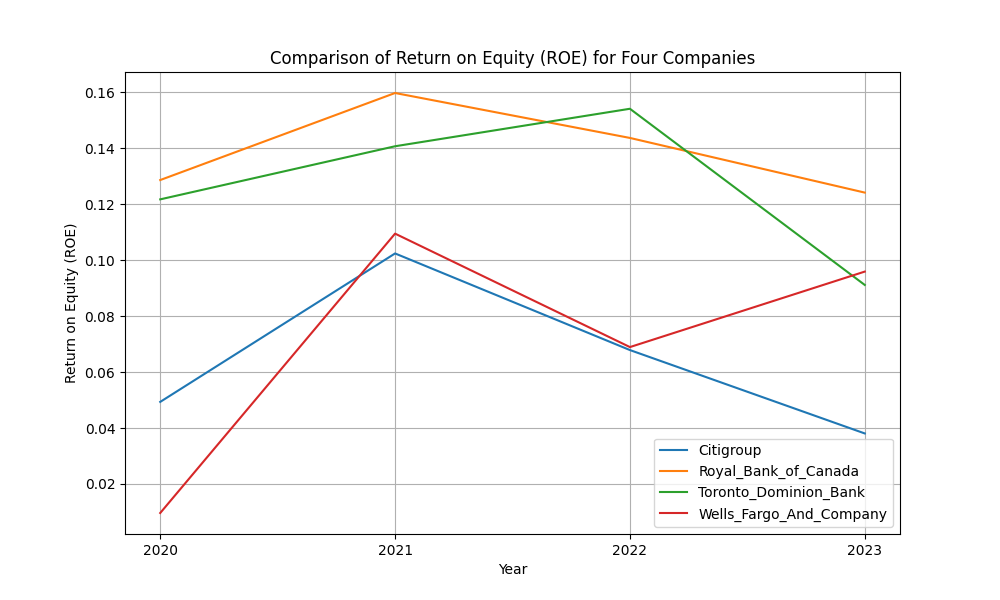 Comparison of Return on Equity (ROE) for Four Companies
Return on Equity (ROE)
0.16
0.14
0.12
0.10
0.08
0.06
0.04
0.02
Citigroup
Royal_Bank_of_Canada
Toronto_Dominion_Bank
Wells_Fargo_And_Company
2020 2021 2022 2023
Year